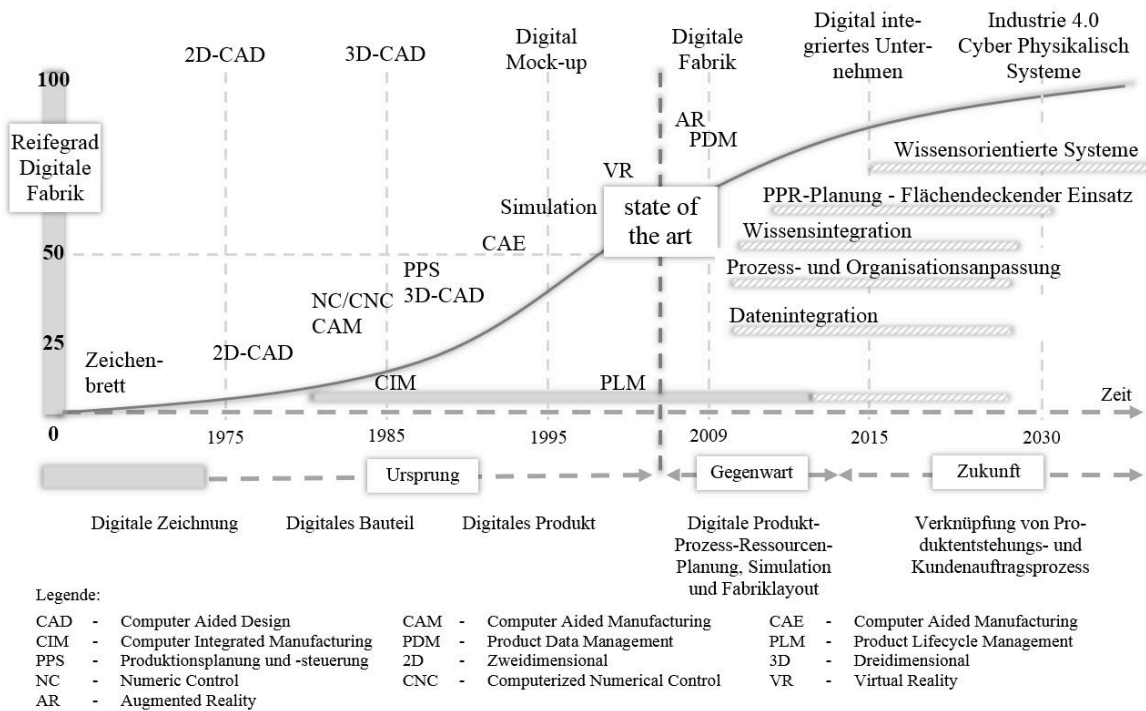 2D-CAD
3D-CAD
Digital
Mock-up
Digitale
Fabrik
Digital inte-
griertes Unter-
nehmen
Industrie 4.0
Cyber Physikalisch
Systeme
100
Reifegrad
Digitale
Fabrik
50
25
0
Zeichen-
brett
2D-CAD
NC/CNC
CAM
PPS
3D-CAD
CAE
Simulation
VR
state of
the art
AR
PDM
Wissensorientierte Systeme
PPR-Planung - Flächendeckender Einsatz
Wissensintegration
Prozess- und Organisationsanpassung
Datenintegration
CIM
PLM
Zeit
1975
1985
1995
2009
2015
2030
Ursprung
Gegenwart
Zukunft
Digitale Zeichnung
Digitales Bauteil
Digitales Produkt
Digitale Produkt-
Prozess-Ressourcen-
Planung, Simulation
und Fabriklayout
Verknüpfung von Pro-
duktentstehungs- und
Kundenauftragsprozess
Legende:
CAD - Computer Aided Design
CAM - Computer Aided Manufacturing
CAE - Computer Aided Manufacturing
CIM - Computer Integrated Manufacturing
PDM - Product Data Management
PLM - Product Lifecycle Management
PPS - Produktionsplanung und -steuerung
2D - Zweidimensional
3D - Dreidimensional
NC - Numeric Control
CNC - Computerized Numerical Control
VR - Virtual Reality
AR - Augmented Reality